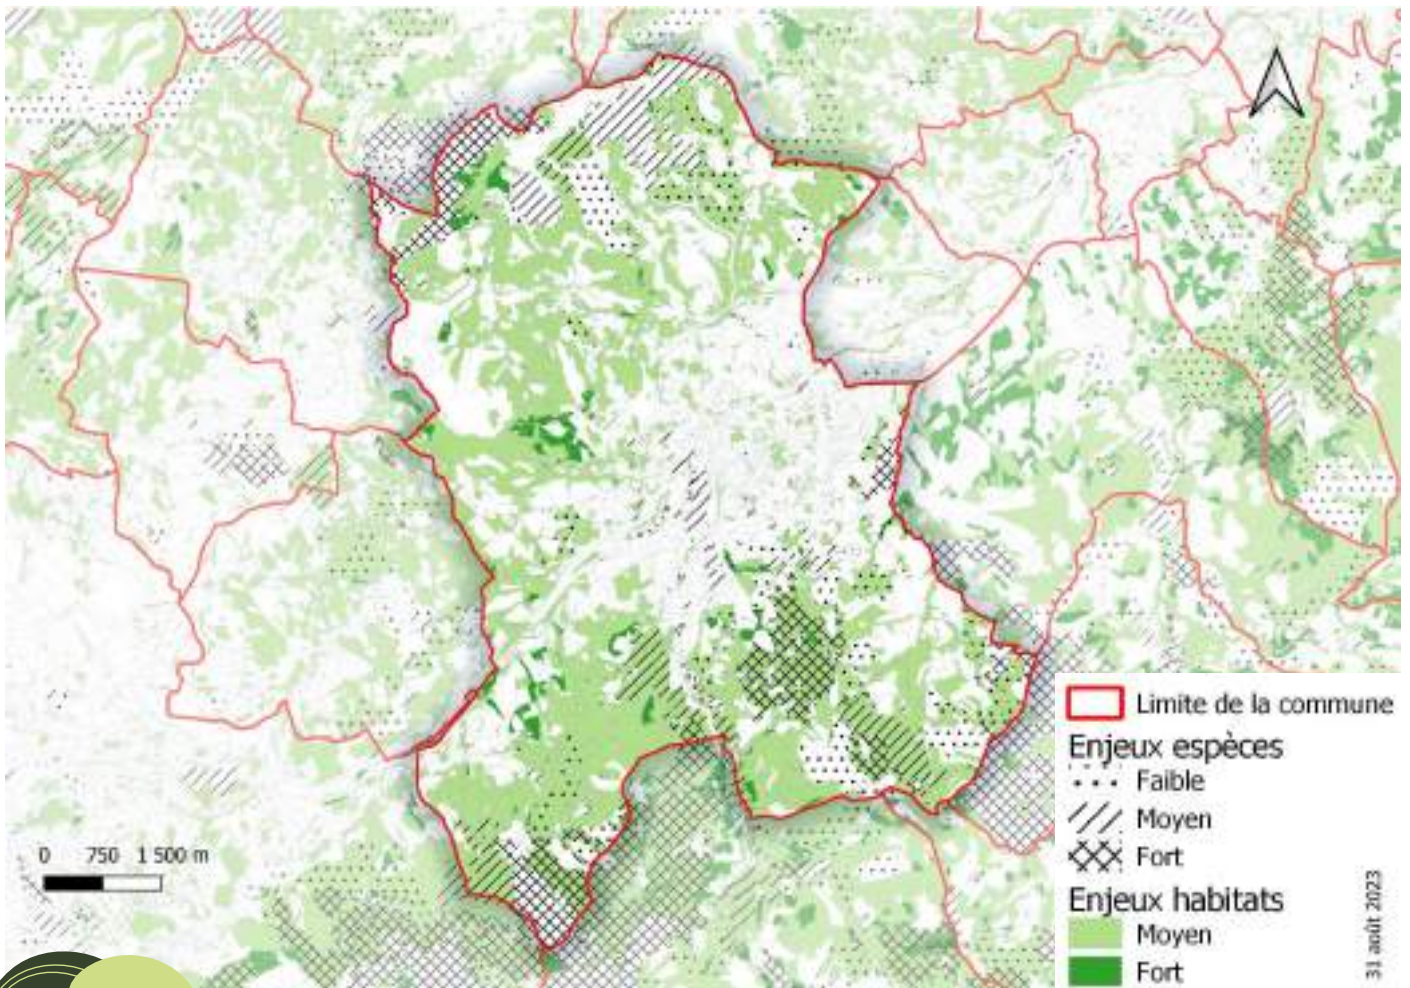 Limite de la commune
Enjeux espèces
Faible
Moyen
Fort
Enjeux habitats
Moyen
Fort
0 750 1 500 m
31 août 2023